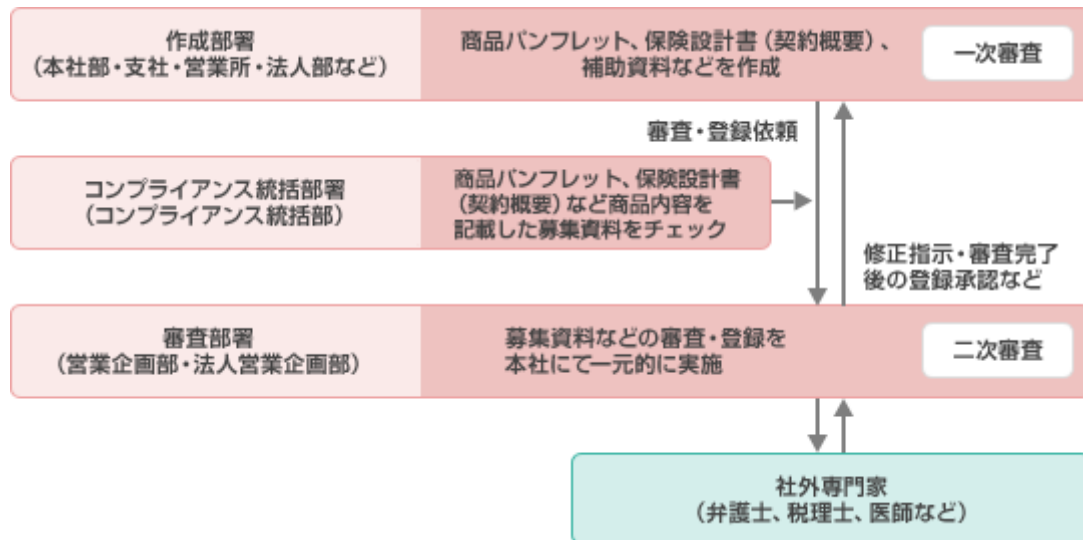 作成部署
(本社部・支社・営業所・法人部など)
商品パンフレット、保険設計書(契約概要)、
補助資料などを作成
一次審査
審査・登録依頼
コンプライアンス統括部署
(コンプライアンス統括部)
商品パンフレット、保険設計書
(契約概要)など商品内容を
記載した募集資料をチェック
修正指示・審査完了
後の登録承認など
審査部署
(営業企画部・法人営業企画部)
募集資料などの審査・登録を
本社にて一元的に実施
二次審査
社外専門家
(弁護士、税理士、医師など)